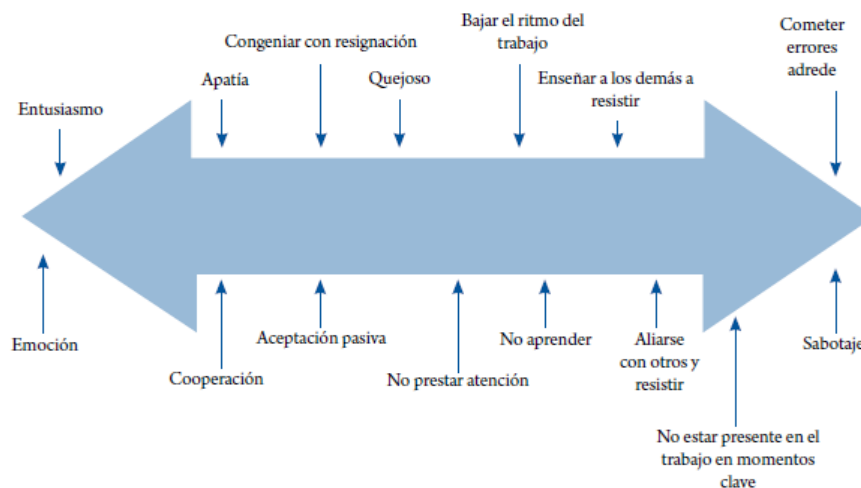 Bajar el ritmo del
trabajo
Cometer
errores
adrede
Congeniar con resignación
Apatía
Quejoso
Enseñar a los demás a
resistir
Entusiasmo
Emoción
Cooperación
Aceptación pasiva
No prestar atención
No aprender
Aliarse
con otros y
resistir
Sabotaje
No estar presente en el
trabajo en momentos
clave